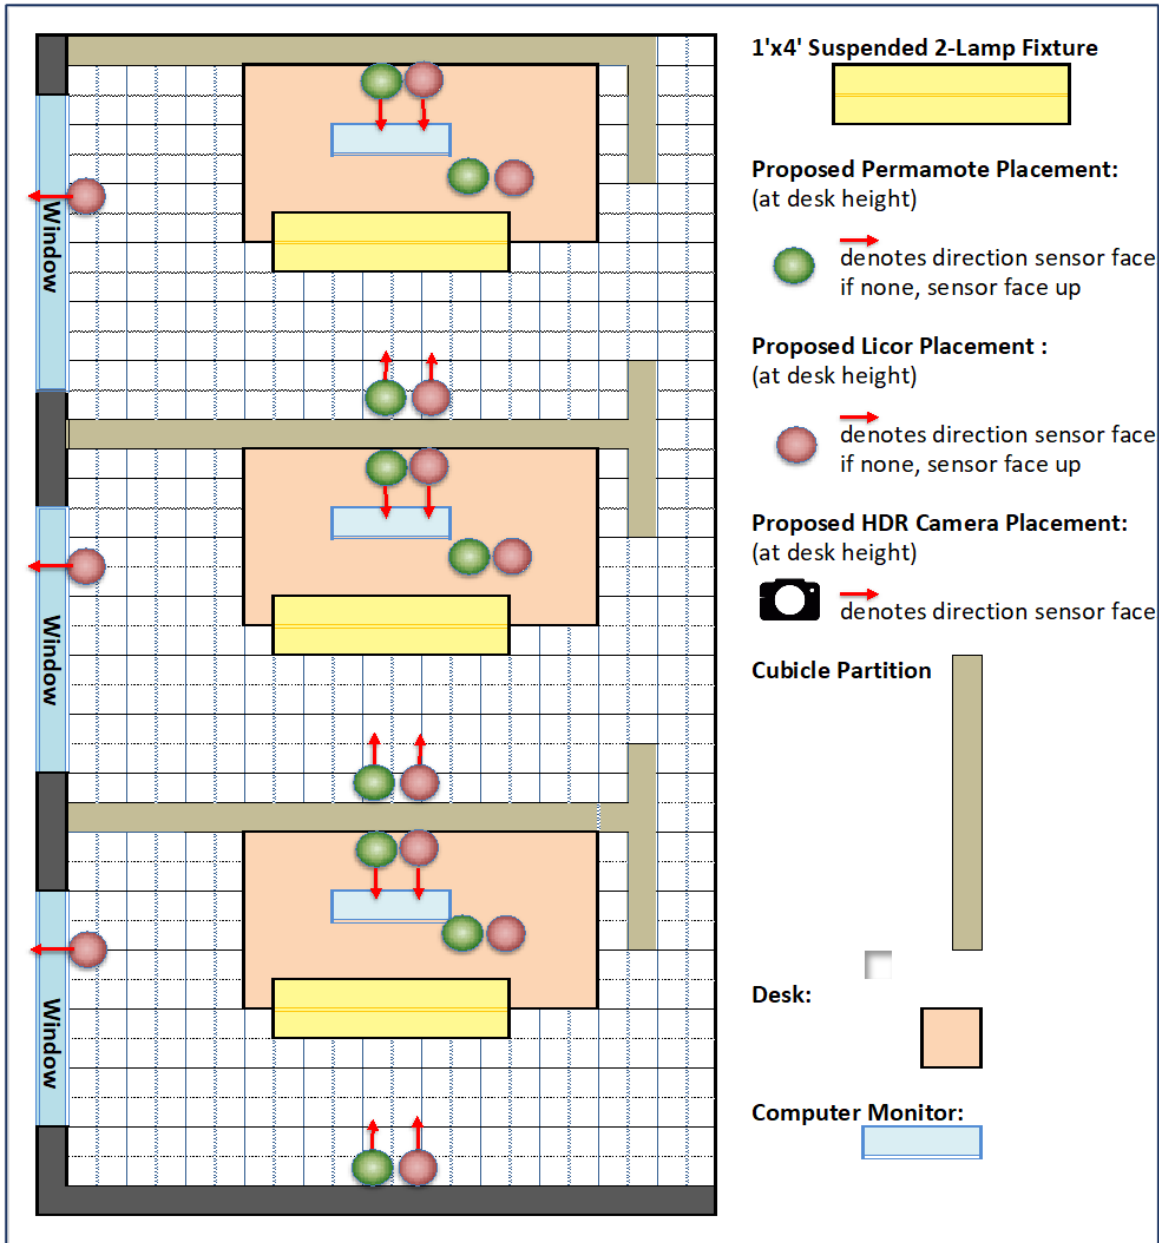 1'x4' Suspended 2-Lamp Fixture
Proposed Permamote Placement:
(at desk height)
denotes direction sensor face
if none, sensor face up
Proposed Licor Placement :
(at desk height)
denotes direction sensor face
if none, sensor face up
Proposed HDR Camera Placement:
(at desk height)
denotes direction sensor face
Cubicle Partition
Desk:
Computer Monitor:
Window
Window
Window